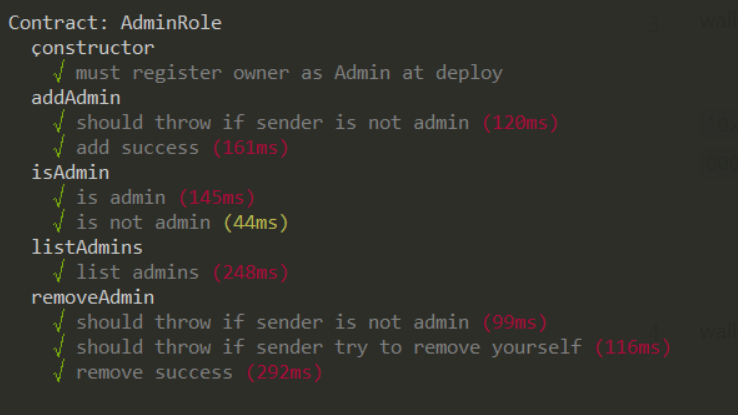 Contract: AdminRole
constructor
√ must register owner as Admin at deploy
addAdmin
√ should throw if sender is not admin (120ms)
√ add success (161ms)
isAdmin
√ is admin (145ms)
√ is not admin (44ms)
listAdmins
√ list admins (248ms)
removeAdmin
√ should throw if sender is not admin (99ms)
√ should throw if sender try to remove yourself (116ms)
√ remove success (292ms)